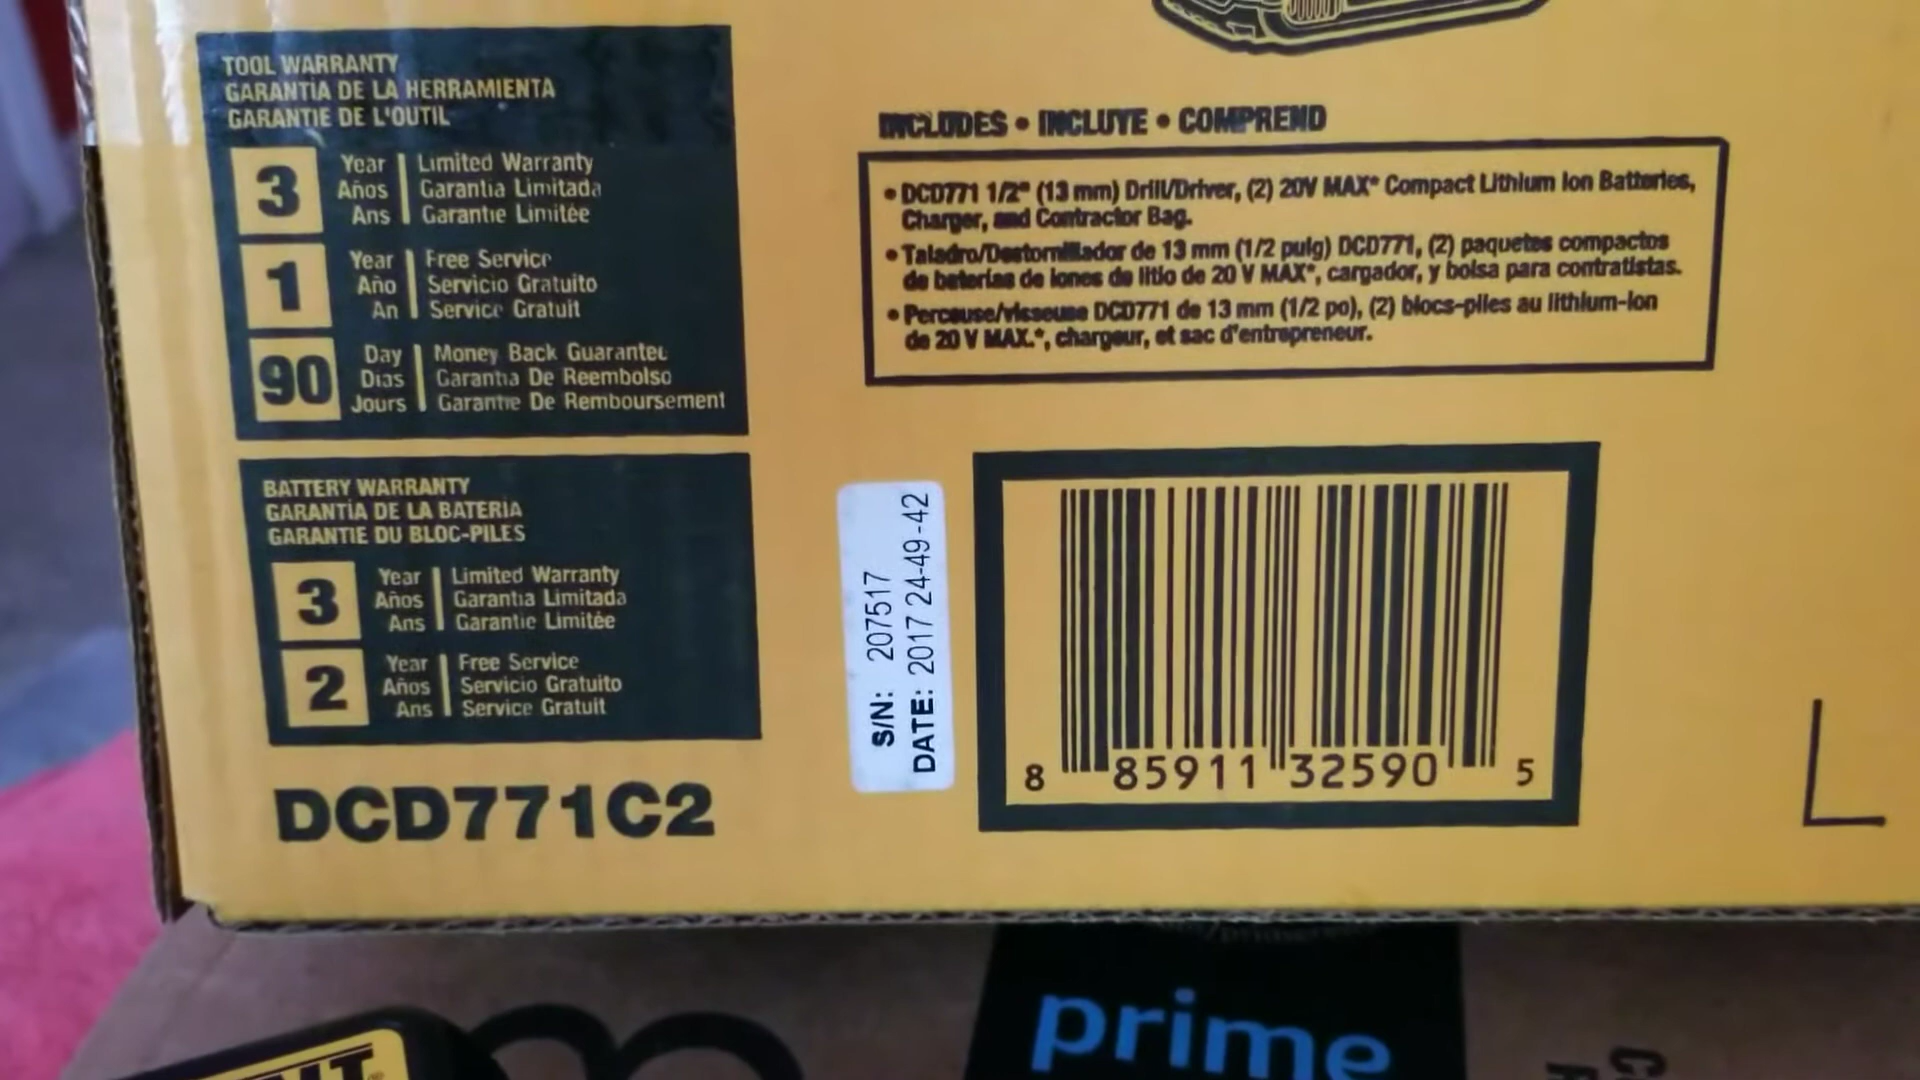 TOOL WARRANTY
GARANTÍA DE LA HERRAMIENTA
GARANTIE DE L'OUTIL
3
Year | Limited Warranty
Años | Garantía Limitada
Ans | Garantie Limitée
1
Year | Free Service
Año | Servicio Gratuito
An | Service Gratuit
90
Day | Money Back Guarantee
Días | Garantía De Reembolso
Jours | Garantie De Remboursement
BATTERY WARRANTY
GARANTÍA DE LA BATERÍA
GARANTIE DU BLOC-PILES
3
Year | Limited Warranty
Años | Garantía Limitada
Ans | Garantie Limitée
2
Year | Free Service
Años | Servicio Gratuito
Ans | Service Gratuit
DCD771C2
INCLUDES • INCLUYE • COMPREND
• DCD771 1/2" (13 mm) Drill/Driver, (2) 20V MAX* Compact Lithium Ion Batteries,
Charger, and Contractor Bag.
• Taladro/Destornillador de 13 mm (1/2 pulg) DCD771, (2) paquetes compactos
de baterías de iones de litio de 20 V MAX*, cargador, y bolsa para contratistas.
• Perceuse/visseuse DCD771 de 13 mm (1/2 po), (2) blocs-piles au lithium-ion
de 20 V MAX.*, chargeur, et sac d'entrepreneur.
S/N: 207517
DATE: 2017 24-49-42
8 85911 32590 5
prime